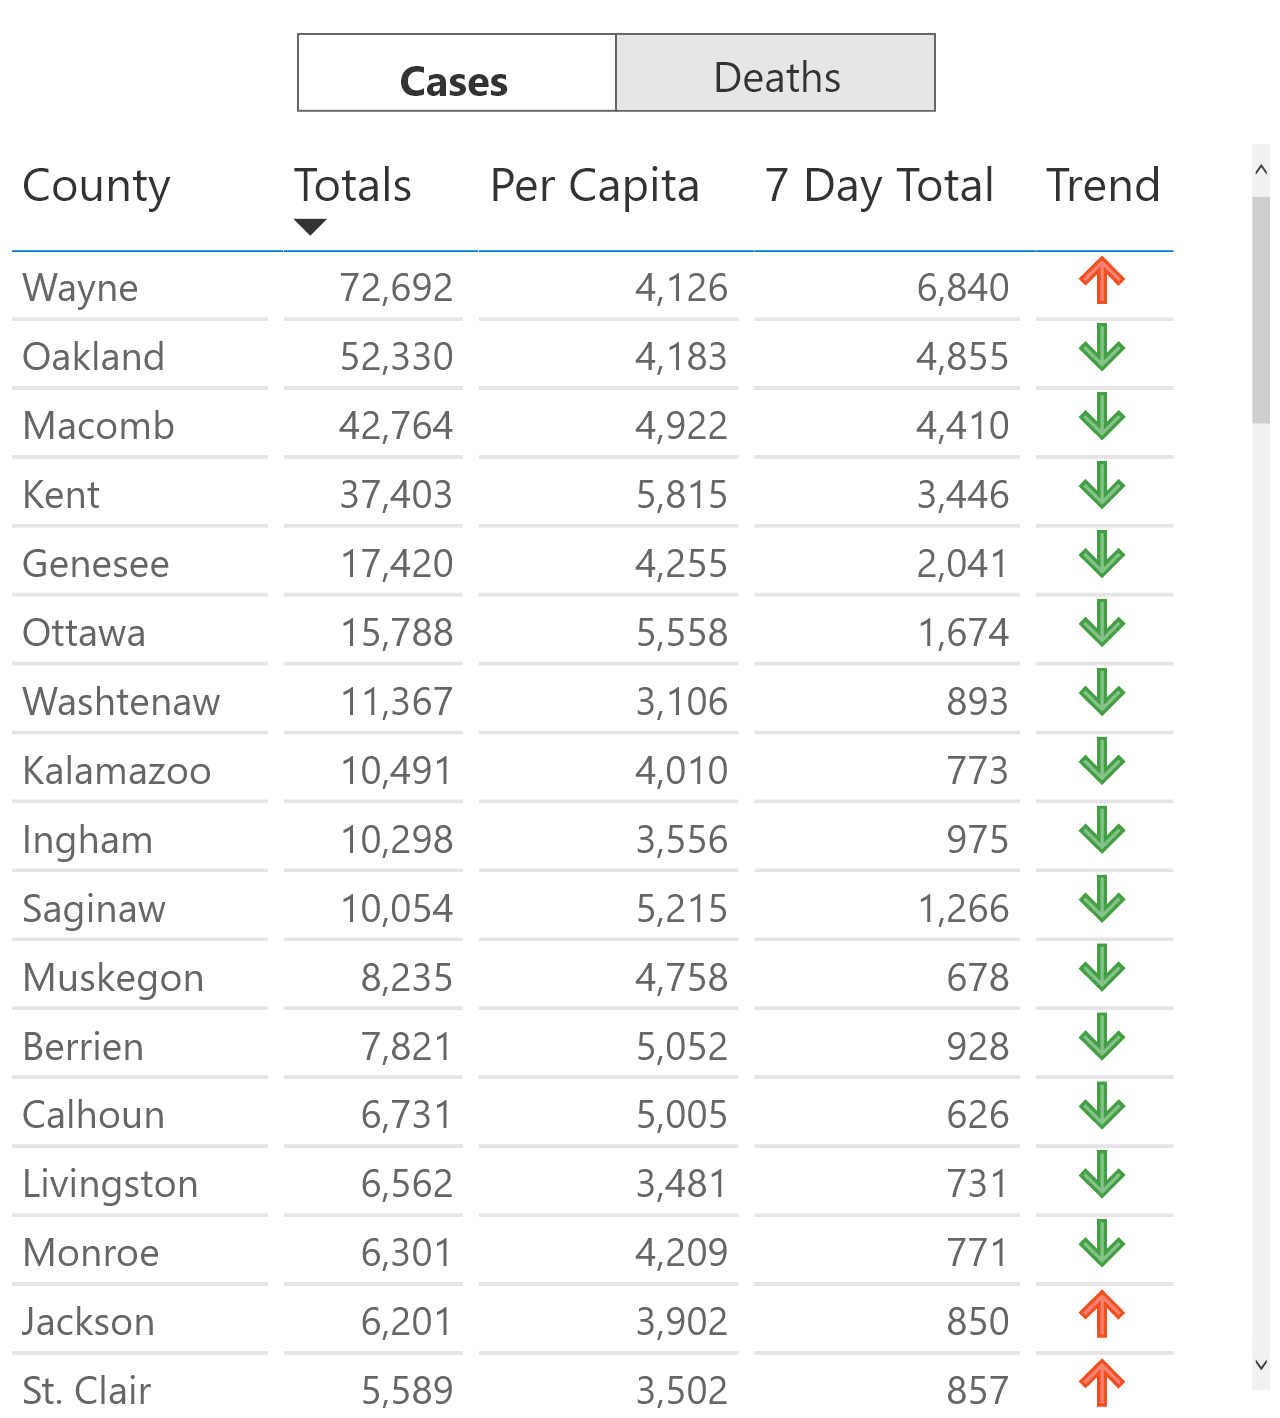 Cases Deaths
County Totals Per Capita 7 Day Total Trend
Wayne 72,692 4,126 6,840
Oakland 52,330 4,183 4,855
Macomb 42,764 4,922 4,410
Kent 37,403 5,815 3,446
Genesee 17,420 4,255 2,041
Ottawa 15,788 5,558 1,674
Washtenaw 11,367 3,106 893
Kalamazoo 10,491 4,010 773
Ingham 10,298 3,556 975
Saginaw 10,054 5,215 1,266
Muskegon 8,235 4,758 678
Berrien 7,821 5,052 928
Calhoun 6,731 5,005 626
Livingston 6,562 3,481 731
Monroe 6,301 4,209 771
Jackson 6,201 3,902 850
St. Clair 5,589 3,502 857